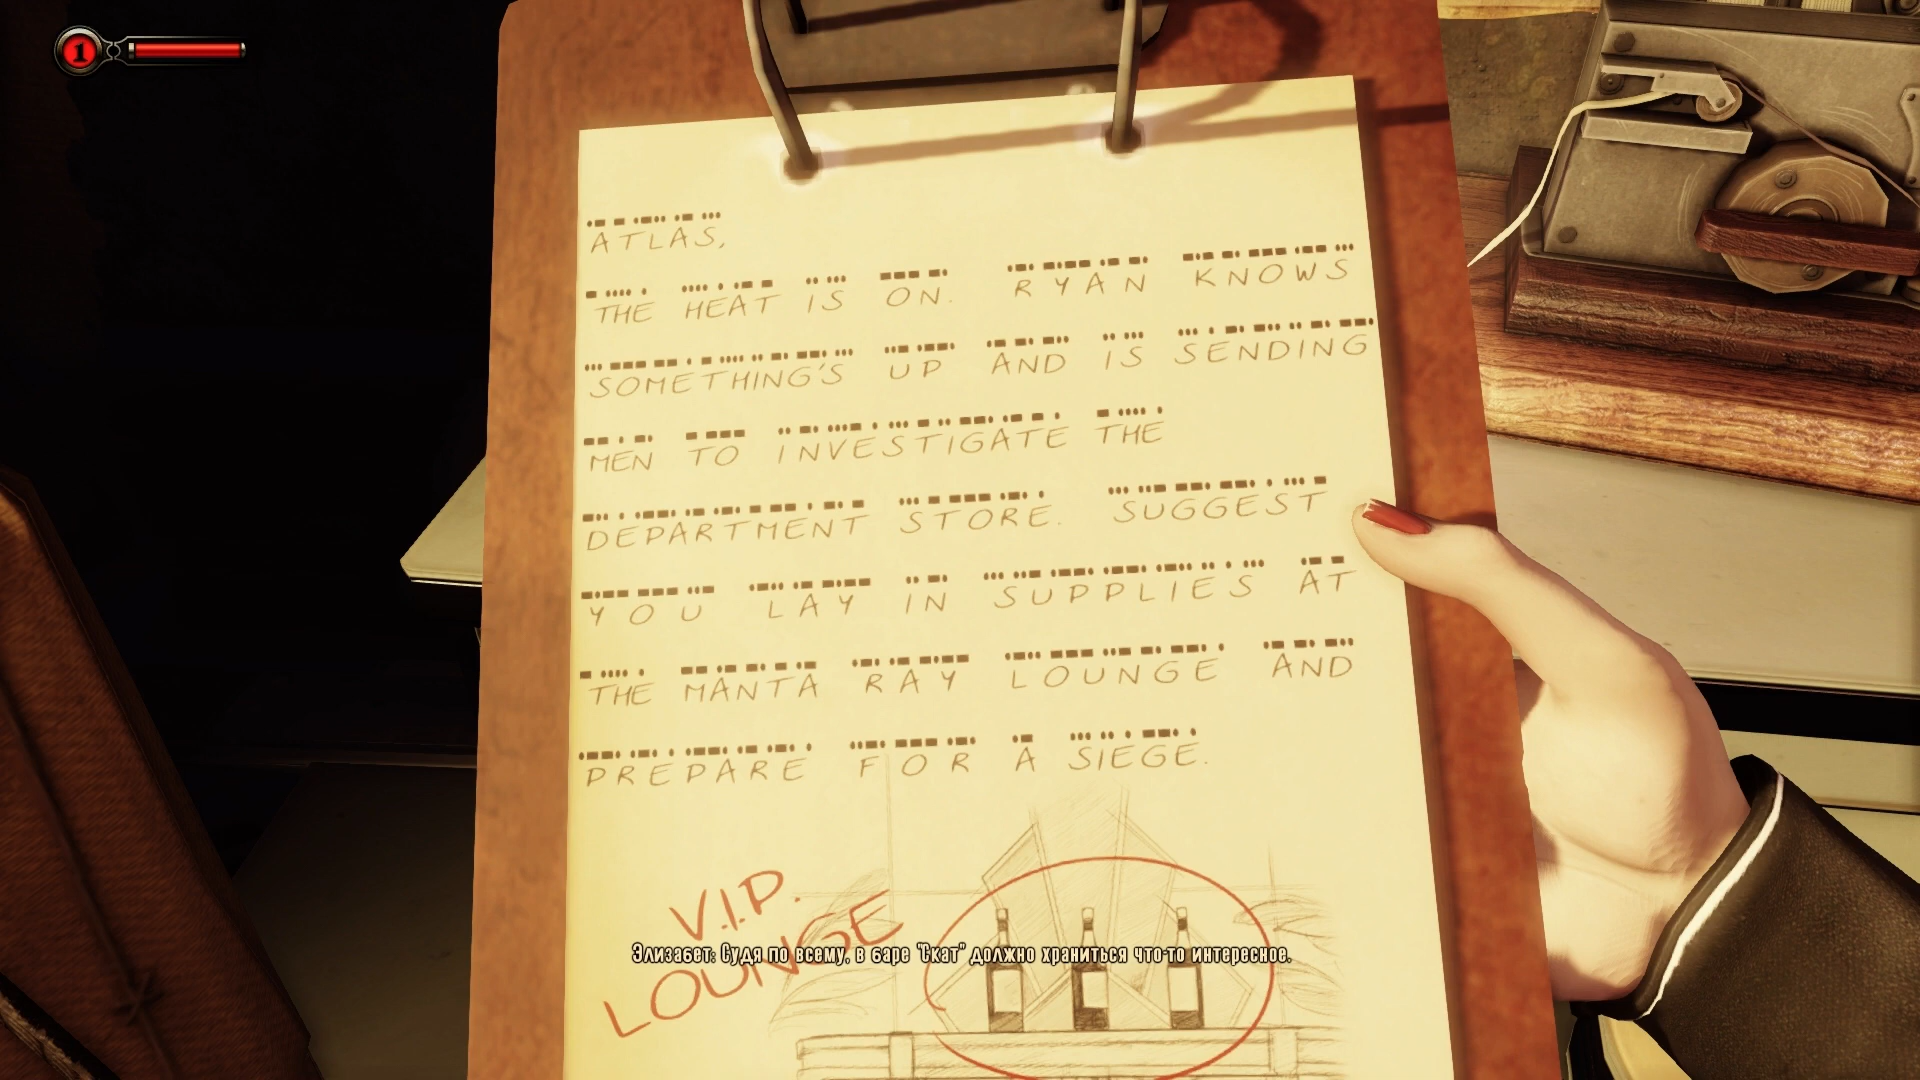 1
ATLAS,
THE HEAT IS ON. RYAN KNOWS
SOMETHING'S UP AND IS SENDING
MEN TO INVESTIGATE THE
DEPARTMENT STORE. SUGGEST
YOU LAY IN SUPPLIES AT
THE MANTA RAY LOUNGE AND
PREPARE FOR A SIEGE.
V.I.P.
LOUNGE
Элизабет: Судя по всему, в баре "Скат" должно храниться что-то интересное.